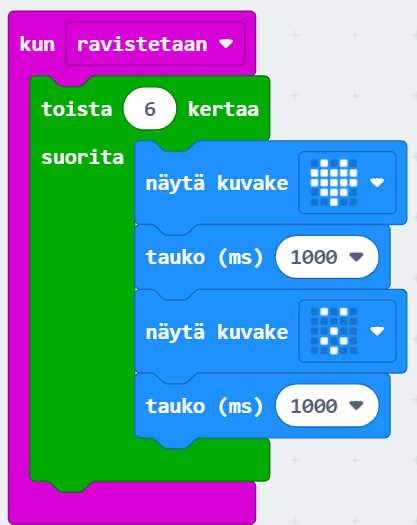 kun ravistetaan
toista 6 kertaa
suorita
näytä kuvake
tauko (ms) 1000
näytä kuvake
tauko (ms) 1000